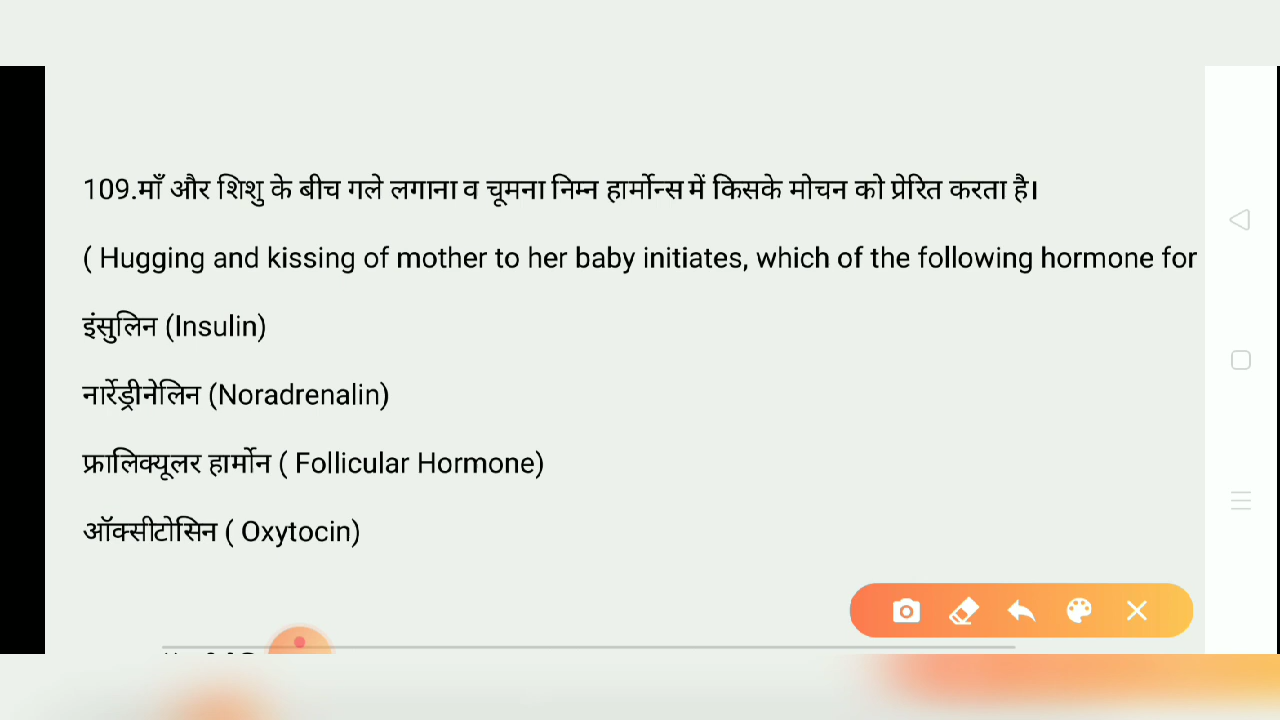 109.माँ और शिशु के बीच गले लगाना व चूमना निम्न हार्मोन्स में किसके मोचन को प्रेरित करता है।
( Hugging and kissing of mother to her baby initiates, which of the following hormone for
इंसुलिन (Insulin)
नार्रेड्रीनेलिन (Noradrenalin)
फ्रालिक्यूलर हार्मोन ( Follicular Hormone)
ऑक्सीटोसिन ( Oxytocin)